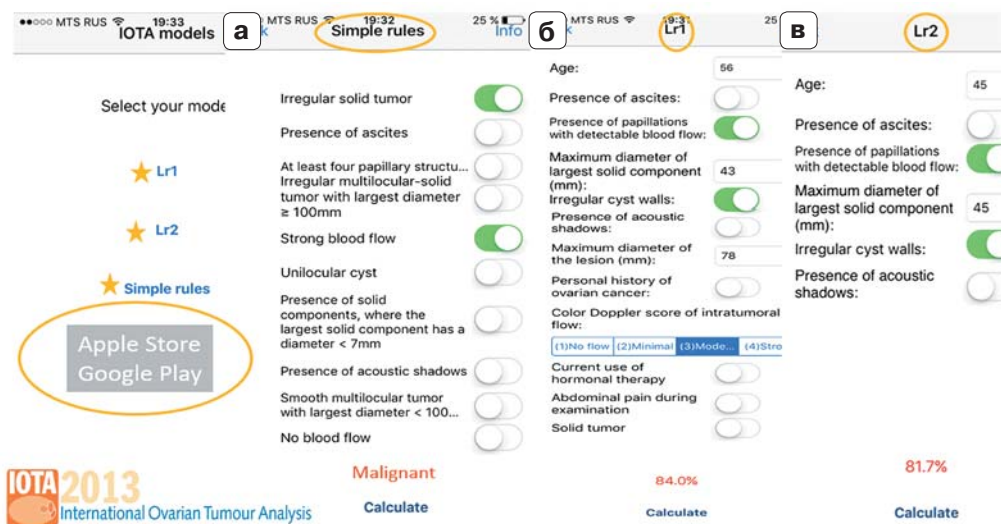 ●●○○○ MTS RUS 19:33
IOTA models
Select your mode
Lr1
Lr2
Simple rules
Apple Store
Google Play
IOTA 2013
International Ovarian Tumour Analysis
а
MTS RUS 19:32 25 %
k Simple rules Info
Irregular solid tumor
Presence of ascites
At least four papillary structu...
Irregular multilocular-solid
tumor with largest diameter
≥ 100mm
Strong blood flow
Unilocular cyst
Presence of solid
components, where the
largest solid component has a
diameter < 7mm
Presence of acoustic shadows
Smooth multilocular tumor
with largest diameter < 100...
No blood flow
Malignant
Calculate
б
MTS RUS 19:31 25
k Lr1
Age: 56
Presence of ascites:
Presence of papillations
with detectable blood flow:
Maximum diameter of
largest solid component
(mm): 43
Irregular cyst walls:
Presence of acoustic
shadows:
Maximum diameter of
the lesion (mm): 78
Personal history of
ovarian cancer:
Color Doppler score of intratumoral
flow:
(1)No flow (2)Minimal (3)Mode... (4)Stro
Current use of
hormonal therapy
Abdominal pain during
examination
Solid tumor
84.0%
Calculate
в
Lr2
Age: 45
Presence of ascites:
Presence of papillations
with detectable blood flow:
Maximum diameter of
largest solid component
(mm): 45
Irregular cyst walls:
Presence of acoustic
shadows:
81.7%
Calculate